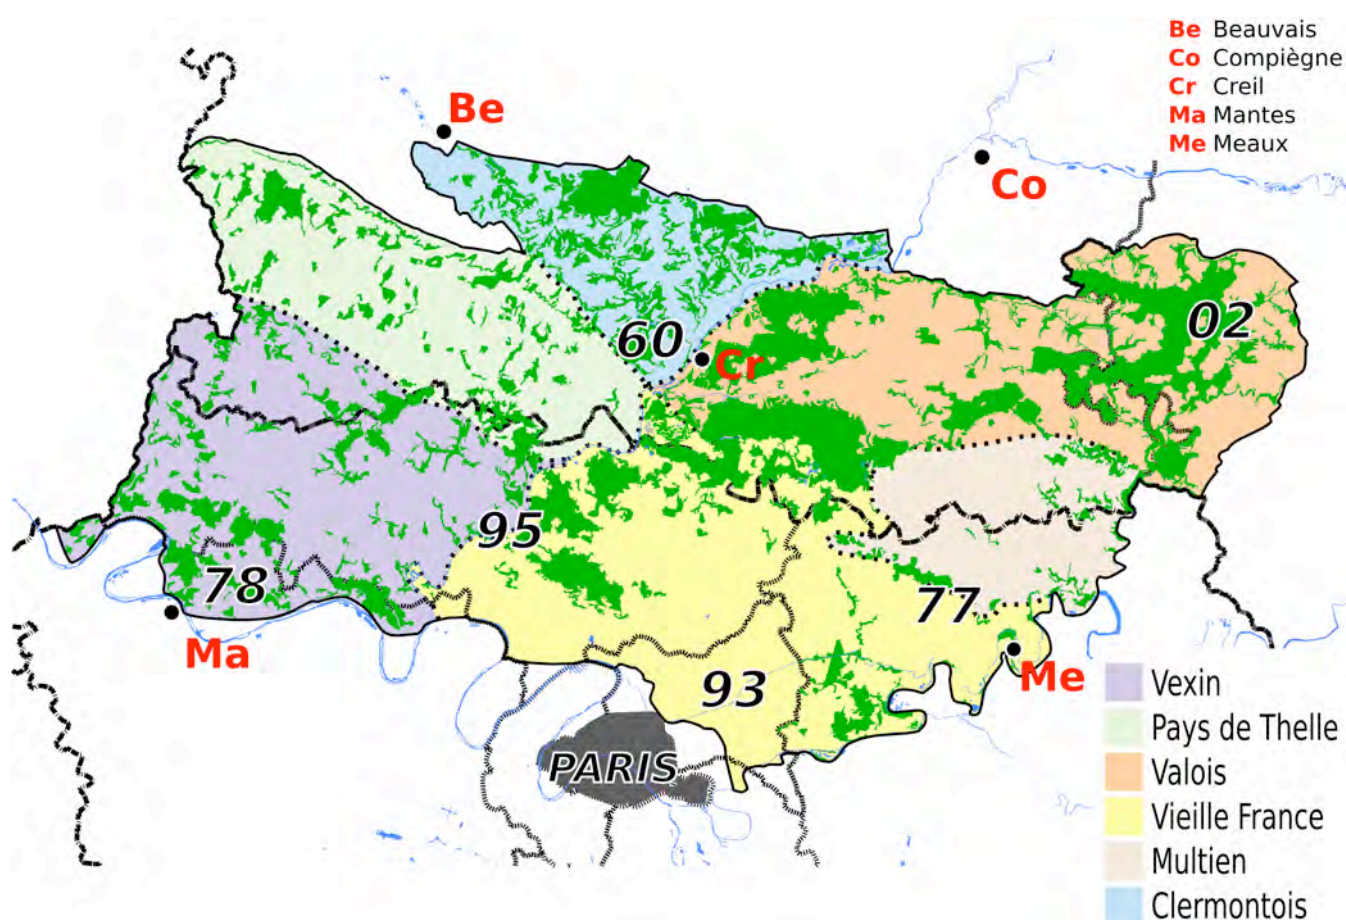 Be Beauvais
Co Compiègne
Cr Creil
Ma Mantes
Me Meaux
Be
Co
02
60
Cr
95
78
77
Ma
Me
93
PARIS
Vexin
Pays de Thelle
Valois
Vieille France
Multien
Clermontois